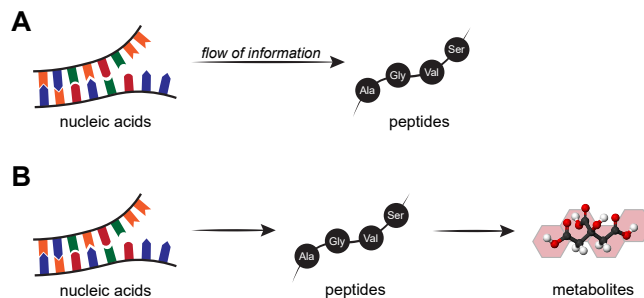 A
flow of information
Ala
Gly
Val
Ser
nucleic acids
peptides
B
Ala
Gly
Val
Ser
nucleic acids
peptides
metabolites